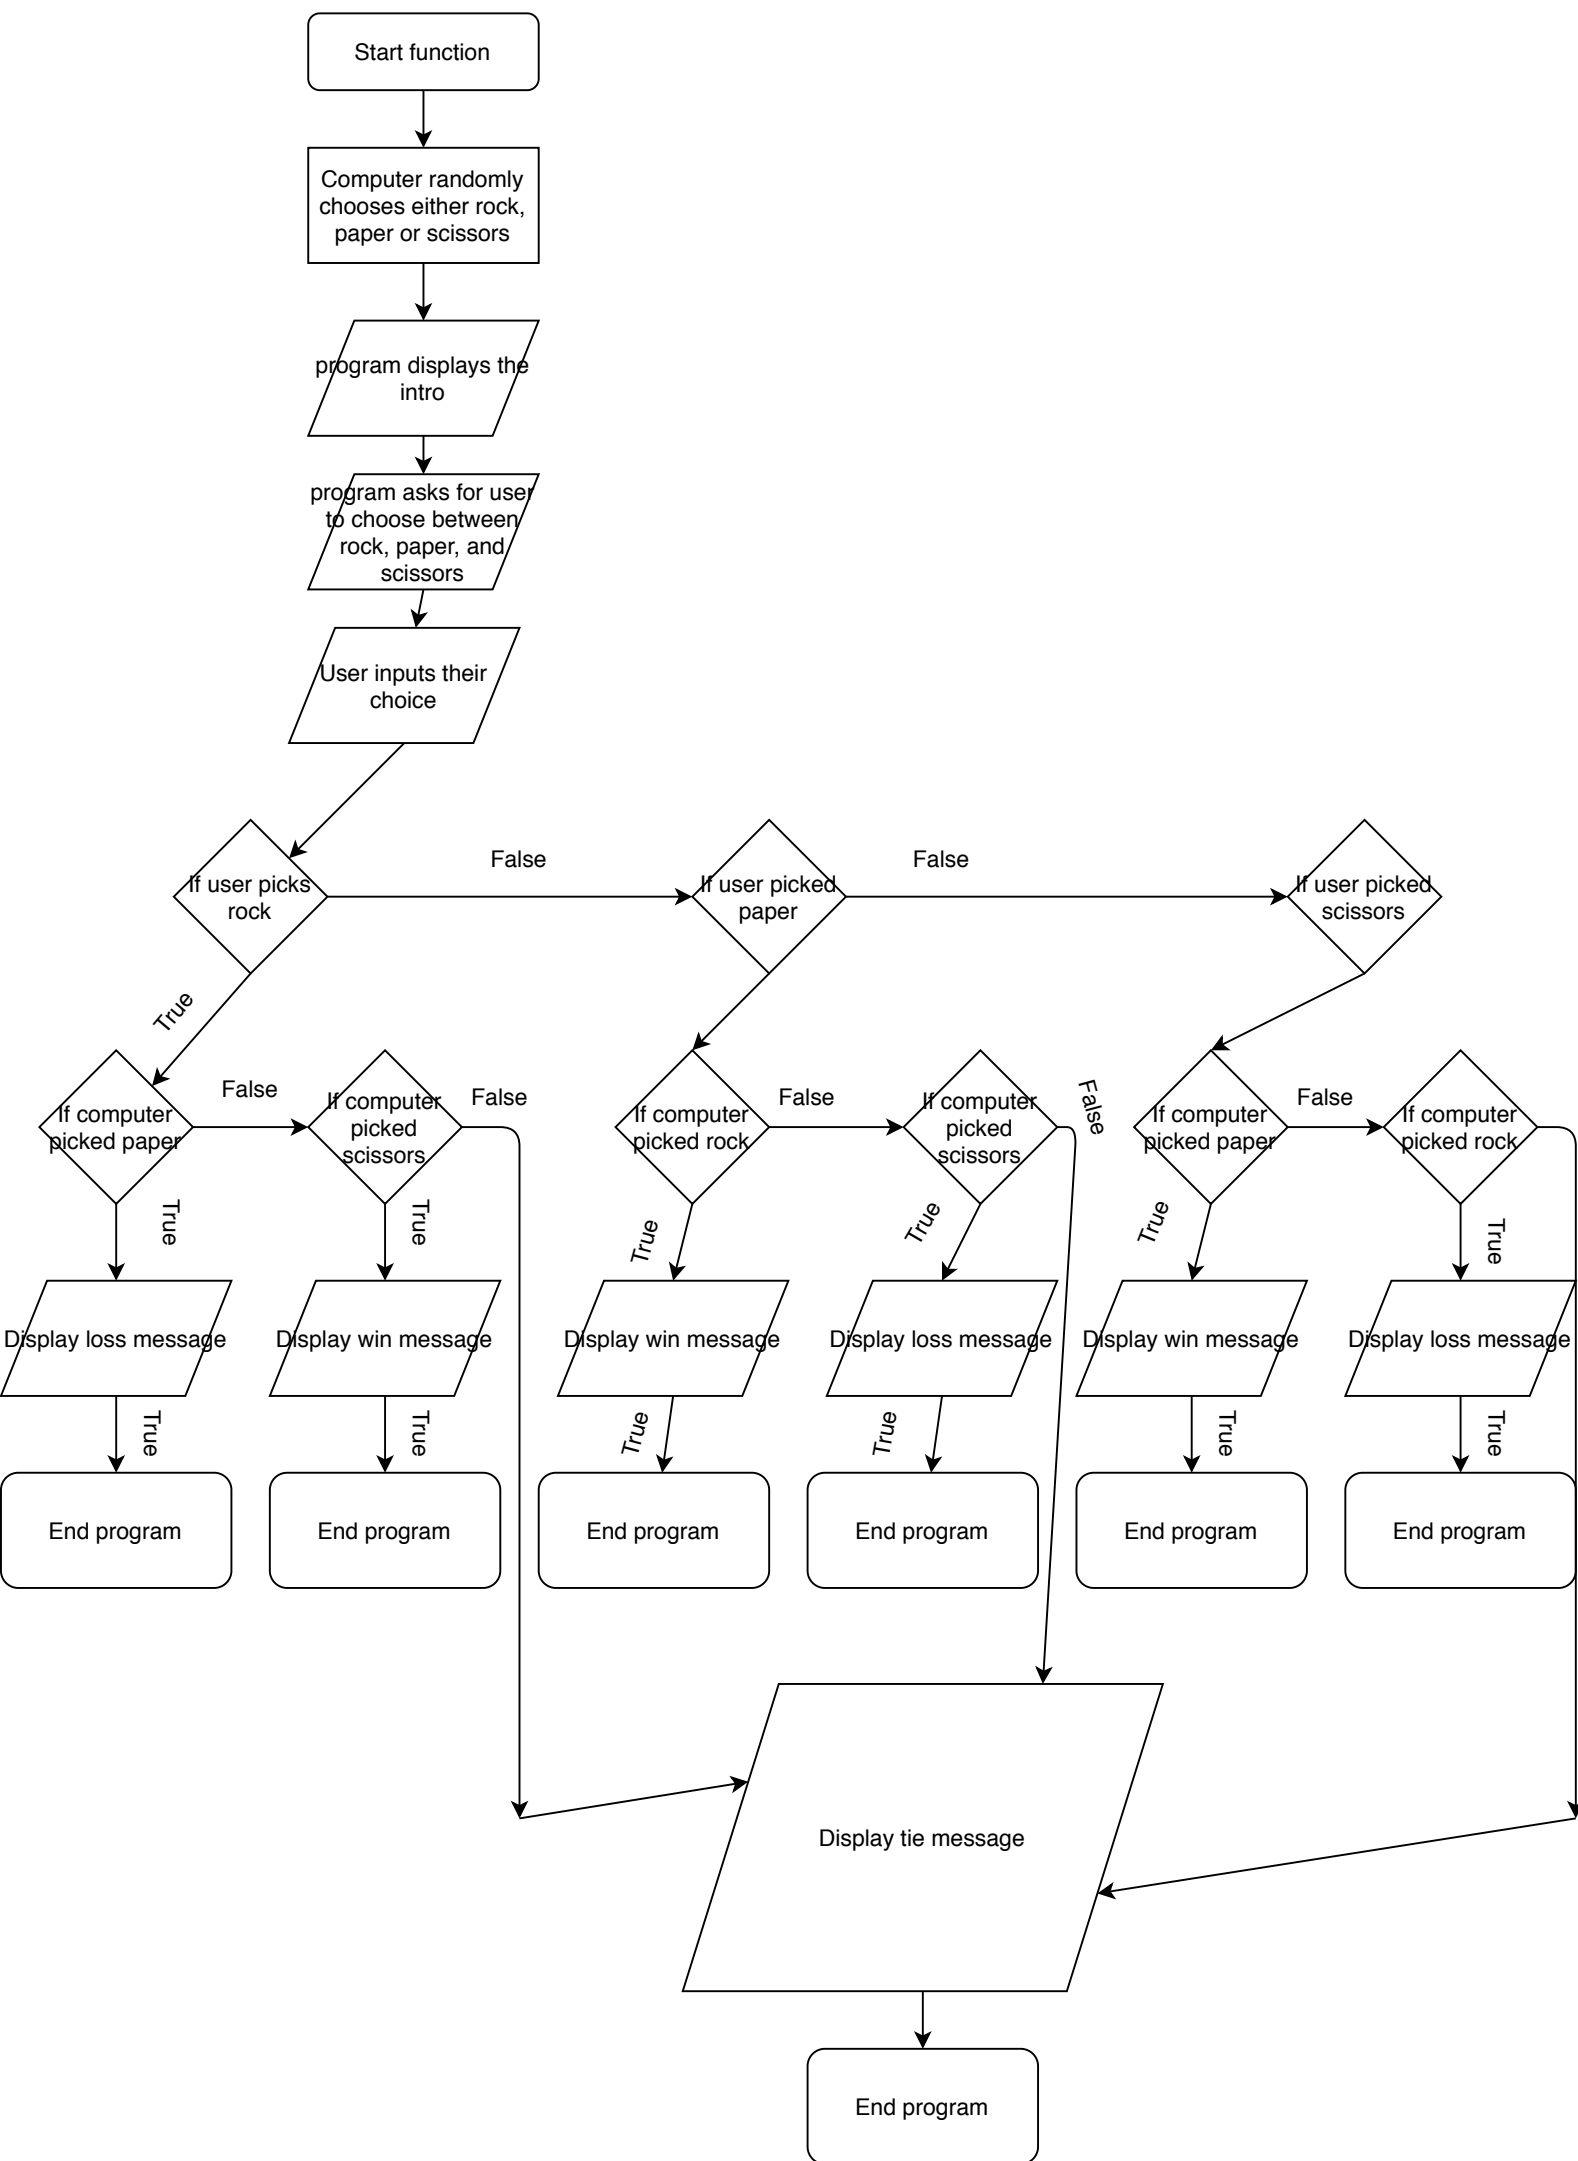 Start function
Computer randomly
chooses either rock,
paper or scissors
program displays the
intro
program asks for user
to choose between
rock, paper, and
scissors
User inputs their
choice
False
False
If user picks
rock
If user picked
paper
If user picked
scissors
True
False
False
False
False
False
If computer
picked paper
If computer
picked
scissors
If computer
picked rock
If computer
picked
scissors
If computer
picked paper
If computer
picked rock
True
True
True
True
True
True
Display loss message
Display win message
Display win message
Display loss message
Display win message
Display loss message
True
True
True
True
True
True
End program
End program
End program
End program
End program
End program
Display tie message
End program